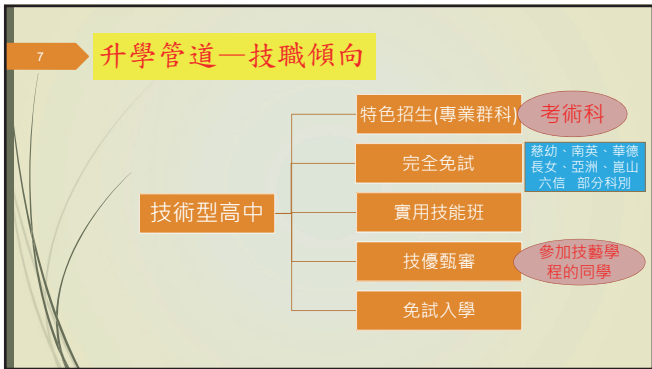 7
升學管道—技職傾向
特色招生(專業群科)
考術科
完全免試
慈幼、南英、華德
長女、亞洲、崑山
六信 部分科別
技術型高中
實用技能班
技優甄審
參加技藝學
程的同學
免試入學